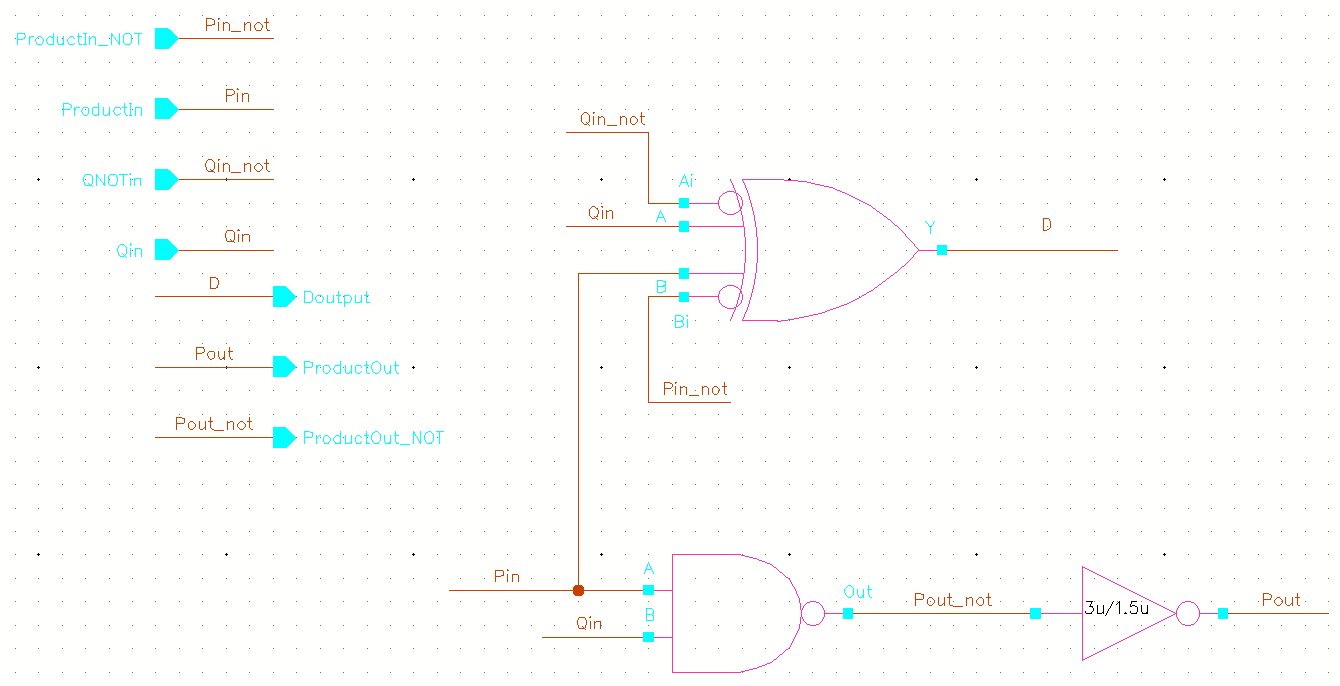 Pin_not
ProductIn_NOT
Pin
ProductIn
Qin_not
QNOTin
Qin
Qin
D
Doutput
Pout
ProductOut
Pout_not
ProductOut_NOT
Qin_not
Ai
Qin
A
Y
D
B
Bi
Pin_not
Pin
A
B
Qin
Out
Pout_not
3u/1.5u
Pout